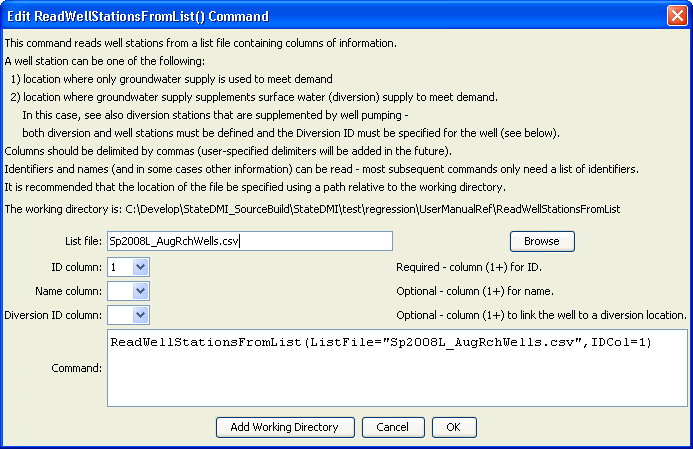 Edit ReadWellStationsFromList() Command
This command reads well stations from a list file containing columns of information.
A well station can be one of the following:
1) location where only groundwater supply is used to meet demand
2) location where groundwater supply supplements surface water (diversion) supply to meet demand.
In this case, see also diversion stations that are supplemented by well pumping -
both diversion and well stations must be defined and the Diversion ID must be specified for the well (see below).
Columns should be delimited by commas (user-specified delimiters will be added in the future).
Identifiers and names (and in some cases other information) can be read - most subsequent commands only need a list of identifiers.
It is recommended that the location of the file be specified using a path relative to the working directory.
The working directory is: C:\Develop\StateDMI_SourceBuild\StateDMI\test\regression\UserManualRef\ReadWellStationsFromList
List file: Sp2008L_AugRchWells.csv Browse
ID column: 1 Required - column (1+) for ID.
Name column: Optional - column (1+) for name.
Diversion ID column: Optional - column (1+) to link the well to a diversion location.
Command: ReadWellStationsFromList(ListFile="Sp2008L_AugRchWells.csv",IDCol=1)
Add Working Directory Cancel OK